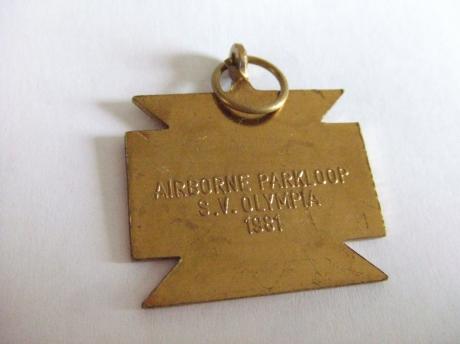 AIRBORNE PARKLOOP
S.V. OLYMPIA
1981